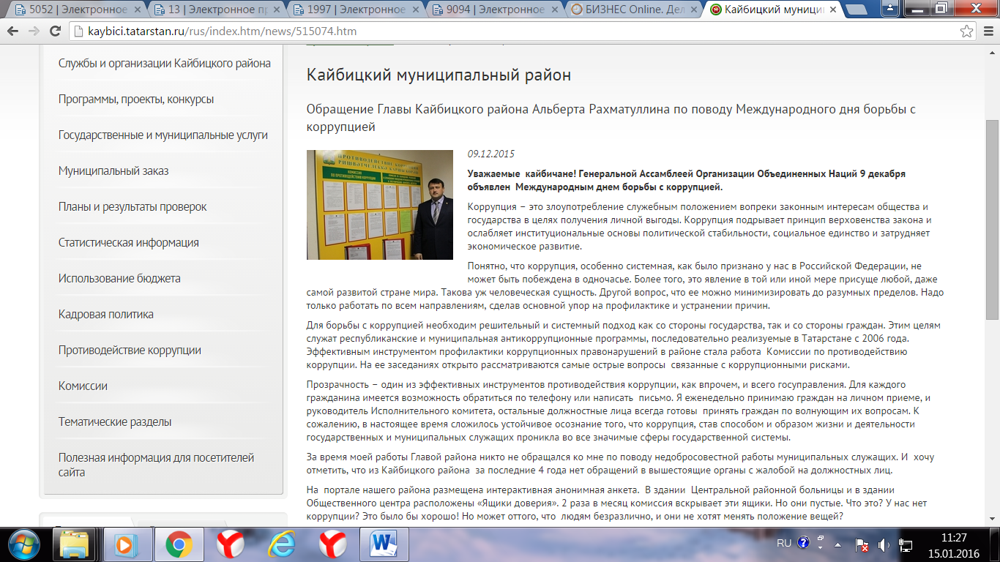 5052 | Электронное
13 | Электронное пр
1997 | Электронное
9094 | Электронное
БИЗНЕС Online. Дел
Кайбицкий муници
kaybici.tatarstan.ru/rus/index.htm/news/515074.htm
Службы и организации Кайбицкого района
Программы, проекты, конкурсы
Государственные и муниципальные услуги
Муниципальный заказ
Планы и результаты проверок
Статистическая информация
Использование бюджета
Кадровая политика
Противодействие коррупции
Комиссии
Тематические разделы
Полезная информация для посетителей
сайта
Кайбицкий муниципальный район
Обращение Главы Кайбицкого района Альберта Рахматуллина по поводу Международного дня борьбы с
коррупцией
ПРОТИВОДЕЙСТВИЕ КОРРУПЦИИ
РИШВӘТЧЕЛЕККӘ КАРШЫ
КОМИССИЯ
ПО ПРОТИВОДЕЙСТВИЮ КОРРУПЦИИ
09.12.2015
Уважаемые кайбичане! Генеральной Ассамблеей Организации Объединенных Наций 9 декабря
объявлен Международным днем борьбы с коррупцией.
Коррупция – это злоупотребление служебным положением вопреки законным интересам общества и
государства в целях получения личной выгоды. Коррупция подрывает принцип верховенства закона и
ослабляет институциональные основы политической стабильности, социальное единство и затрудняет
экономическое развитие.
Понятно, что коррупция, особенно системная, как было признано у нас в Российской Федерации, не
может быть побеждена в одночасье. Более того, это явление в той или иной мере присуще любой, даже
самой развитой стране мира. Такова уж человеческая сущность. Другой вопрос, что ее можно минимизировать до разумных пределов. Надо
только работать по всем направлениям, сделав основной упор на профилактике и устранении причин.
Для борьбы с коррупцией необходим решительный и системный подход как со стороны государства, так и со стороны граждан. Этим целям
служат республиканские и муниципальная антикоррупционные программы, последовательно реализуемые в Татарстане с 2006 года.
Эффективным инструментом профилактики коррупционных правонарушений в районе стала работа Комиссии по противодействию
коррупции. На ее заседаниях открыто рассматриваются самые острые вопросы связанные с коррупционными рисками.
Прозрачность – один из эффективных инструментов противодействия коррупции, как впрочем, и всего госуправления. Для каждого
гражданина имеется возможность обратиться по телефону или написать письмо. Я еженедельно принимаю граждан на личном приеме, и
руководитель Исполнительного комитета, остальные должностные лица всегда готовы принять граждан по волнующим их вопросам. К
сожалению, в настоящее время сложилось устойчивое осознание того, что коррупция, став способом и образом жизни и деятельности
государственных и муниципальных служащих проникла во все значимые сферы государственной системы.
За время моей работы Главой района никто не обращался ко мне по поводу недобросовестной работы муниципальных служащих. И хочу
отметить, что из Кайбицкого района за последние 4 года нет обращений в вышестоящие органы с жалобой на должностных лиц.
На портале нашего района размещена интерактивная анонимная анкета. В здании Центральной районной больницы и в здании
Общественного центра расположены «Ящики доверия». 2 раза в месяц комиссия вскрывает эти ящики. Но они пустые. Что это? У нас нет
коррупции? Это было бы хорошо! Но может оттого, что людям безразлично, и они не хотят менять положение вещей?
RU
11:27
15.01.2016